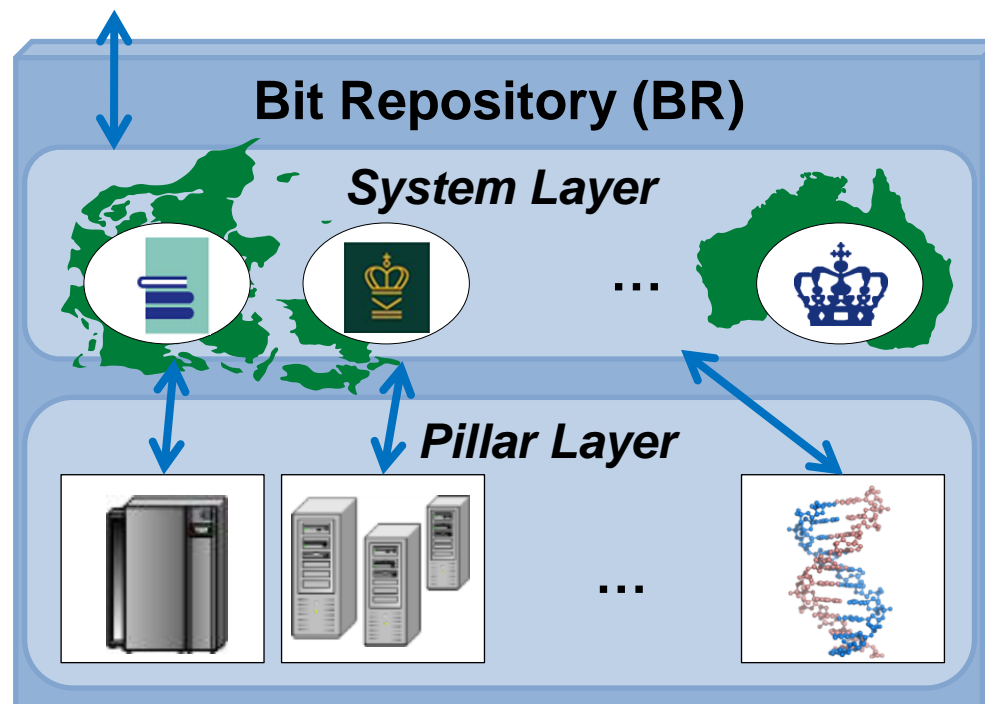 Bit Repository (BR)
System Layer
...
Pillar Layer
...